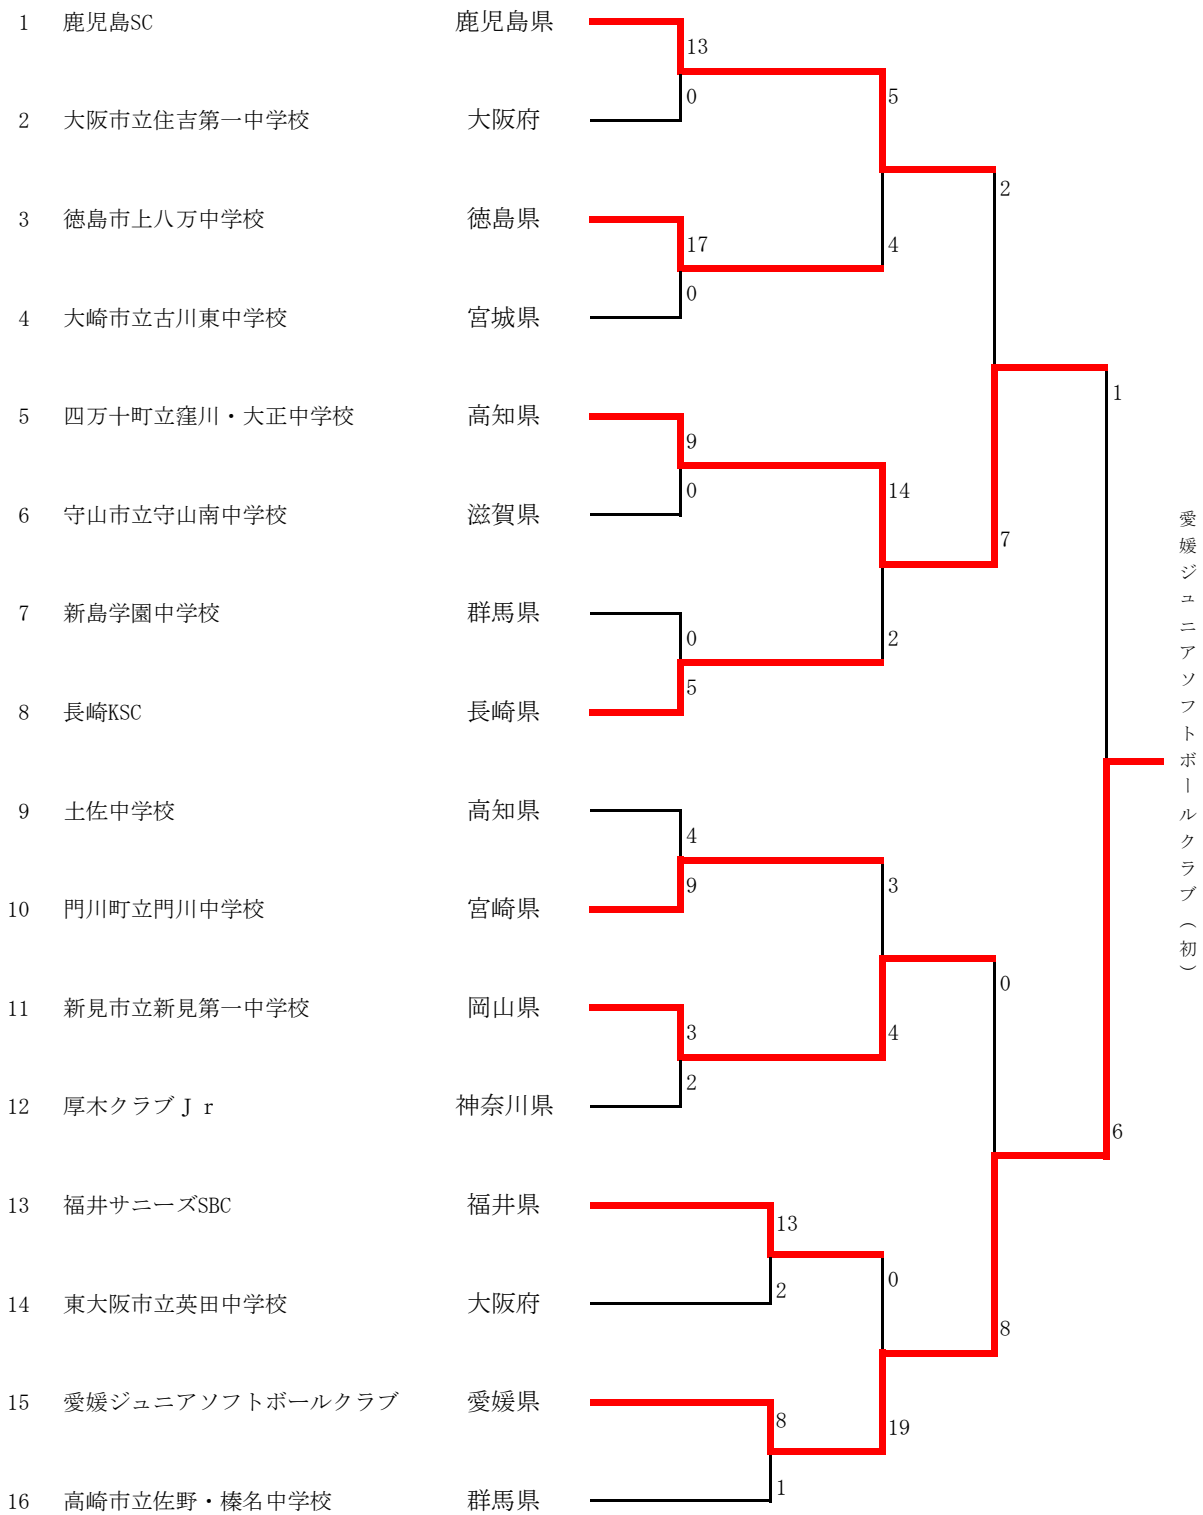 1 鹿児島SC 鹿児島県
13
0
5
2 大阪市立住吉第一中学校 大阪府
2
3 徳島市上八万中学校 徳島県
17
4
0
4 大崎市立古川東中学校 宮城県
1
5 四万十町立窪川・大正中学校 高知県
9
0
14
6 守山市立守山南中学校 滋賀県
7
7 新島学園中学校 群馬県
0
2
5
8 長崎KSC 長崎県
愛媛ジュニアソフトボールクラブ(初)
9 土佐中学校 高知県
4
9
3
10 門川町立門川中学校 宮崎県
0
11 新見市立新見第一中学校 岡山県
3
4
2
12 厚木クラブJr 神奈川県
6
13 福井サニーズSBC 福井県
13
0
2
14 東大阪市立英田中学校 大阪府
8
15 愛媛ジュニアソフトボールクラブ 愛媛県
8
19
1
16 高崎市立佐野・榛名中学校 群馬県